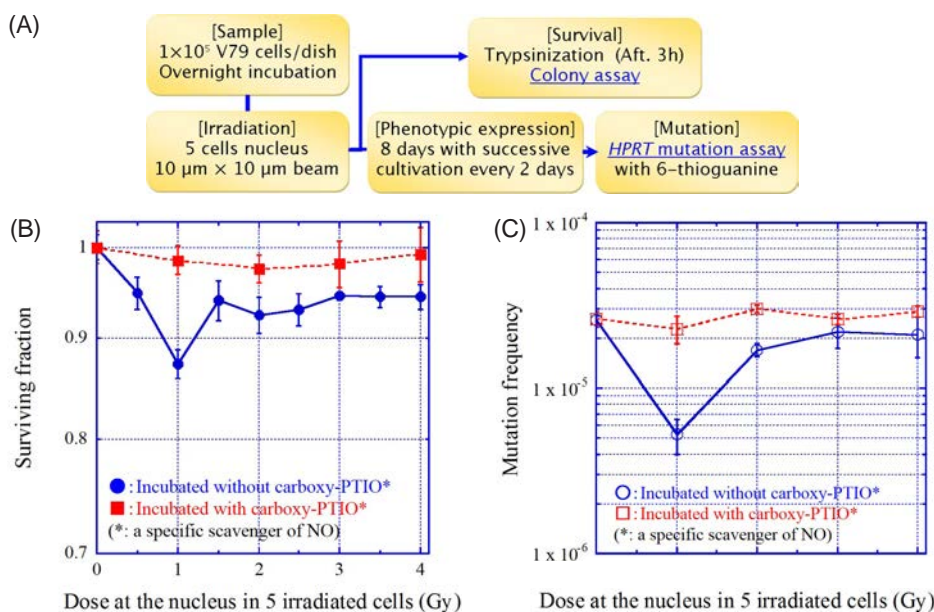 (A)
[Sample]
1×10⁵ V79 cells/dish
Overnight incubation
[Survival]
Trypsinization (Aft. 3h)
Colony assay
[Irradiation]
5 cells nucleus
10 μm × 10 μm beam
[Phenotypic expression]
8 days with successive
cultivation every 2 days
[Mutation]
HPRT mutation assay
with 6-thioguanine
(B)
Surviving fraction
1
0.9
0.8
0.7
: Incubated without carboxy-PTIO*
: Incubated with carboxy-PTIO*
(*: a specific scavenger of NO)
0 1 2 3 4
Dose at the nucleus in 5 irradiated cells (Gy)
(C)
Mutation frequency
1 x 10⁻⁴
1 x 10⁻⁵
1 x 10⁻⁶
: Incubated without carboxy-PTIO*
: Incubated with carboxy-PTIO*
(*: a specific scavenger of NO)
Dose at the nucleus in 5 irradiated cells (Gy)